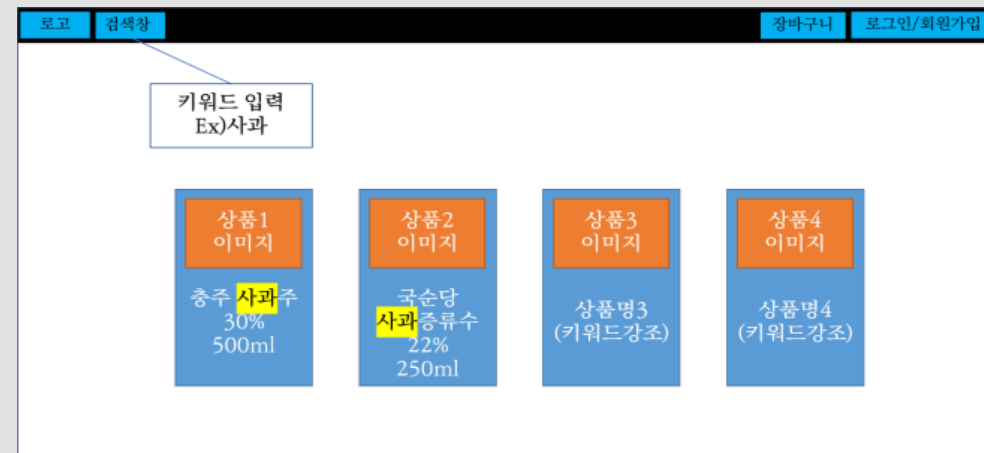 로고
검색창
장바구니
로그인/회원가입
키워드 입력
Ex)사과
상품1
이미지
충주 사과주
30%
500ml
상품2
이미지
국순당
사과증류수
22%
250ml
상품3
이미지
상품명3
(키워드강조)
상품4
이미지
상품명4
(키워드강조)